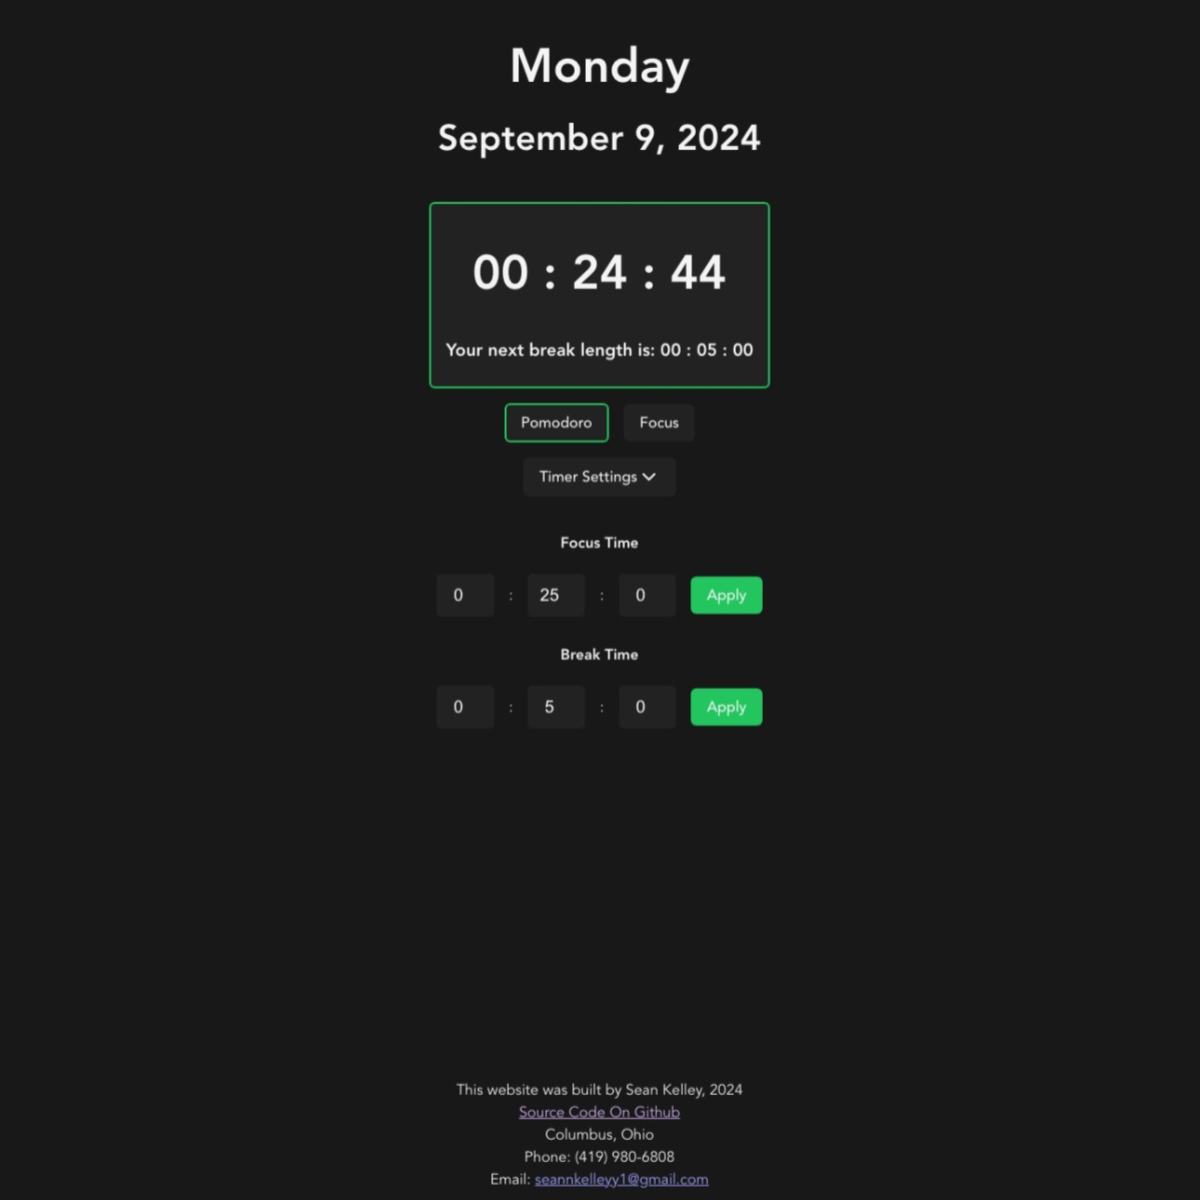 Monday
September 9, 2024
00 : 24 : 44
Your next break length is: 00 : 05 : 00
Pomodoro Focus
Timer Settings
Focus Time
0 : 25 : 0 Apply
Break Time
0 : 5 : 0 Apply
This website was built by Sean Kelley, 2024
Source Code On Github
Columbus, Ohio
Phone: (419) 980-6808
Email: seannkelleyy1@gmail.com